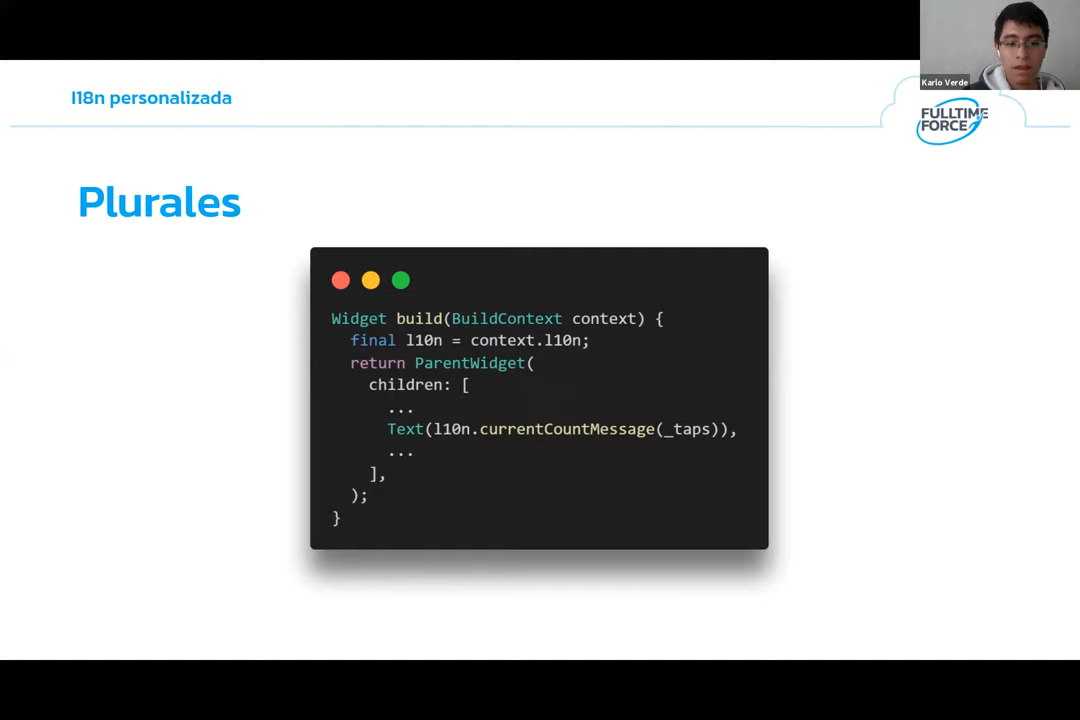 Karlo Verde
I18n personalizada
FULLTIME
FORCE
Plurales
Widget build(BuildContext context) {
  final l10n = context.l10n;
  return ParentWidget(
    children: [
      ...
      Text(l10n.currentCountMessage(_taps)),
      ...
    ],
  );
}